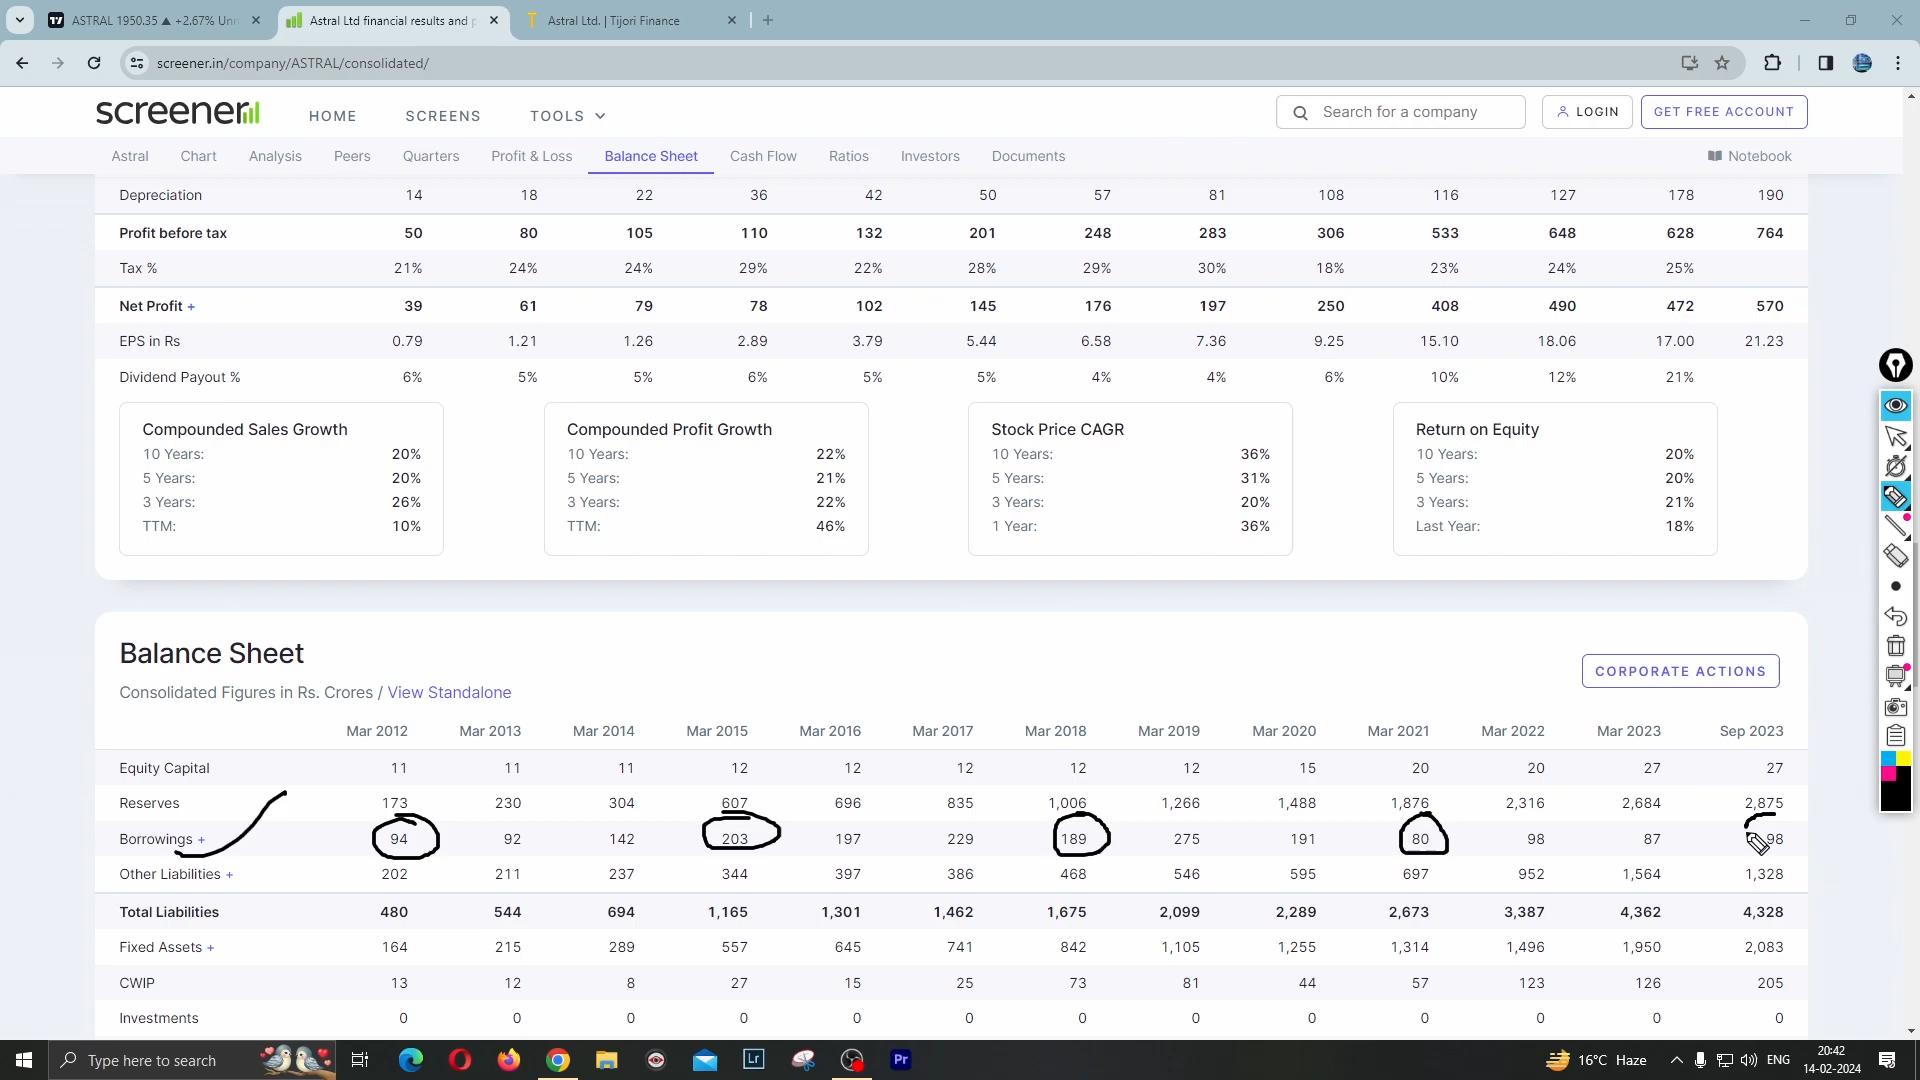 ASTRAL 1950.35 ▲ +2.67% Unn
Astral Ltd financial results and p
Astral Ltd. | Tijori Finance
screener.in/company/ASTRAL/consolidated/
screener HOME SCREENS TOOLS Search for a company LOGIN GET FREE ACCOUNT
Astral Chart Analysis Peers Quarters Profit & Loss Balance Sheet Cash Flow Ratios Investors Documents Notebook
Depreciation 14 18 22 36 42 50 57 81 108 116 127 178 190
Profit before tax 50 80 105 110 132 201 248 283 306 533 648 628 764
Tax % 21% 24% 24% 29% 22% 28% 29% 30% 18% 23% 24% 25%
Net Profit + 39 61 79 78 102 145 176 197 250 408 490 472 570
EPS in Rs 0.79 1.21 1.26 2.89 3.79 5.44 6.58 7.36 9.25 15.10 18.06 17.00 21.23
Dividend Payout % 6% 5% 5% 6% 5% 5% 4% 4% 6% 10% 12% 21%
Compounded Sales Growth
10 Years: 20%
5 Years: 20%
3 Years: 26%
TTM: 10%
Compounded Profit Growth
10 Years: 22%
5 Years: 21%
3 Years: 22%
TTM: 46%
Stock Price CAGR
10 Years: 36%
5 Years: 31%
3 Years: 20%
1 Year: 36%
Return on Equity
10 Years: 20%
5 Years: 20%
3 Years: 21%
Last Year: 18%
Balance Sheet
CORPORATE ACTIONS
Consolidated Figures in Rs. Crores / View Standalone
Mar 2012 Mar 2013 Mar 2014 Mar 2015 Mar 2016 Mar 2017 Mar 2018 Mar 2019 Mar 2020 Mar 2021 Mar 2022 Mar 2023 Sep 2023
Equity Capital 11 11 11 12 12 12 12 12 15 20 20 27 27
Reserves 173 230 304 607 696 835 1,006 1,266 1,488 1,876 2,316 2,684 2,875
Borrowings + 94 92 142 203 197 229 189 275 191 80 98 87 98
Other Liabilities + 202 211 237 344 397 386 468 546 595 697 952 1,564 1,328
Total Liabilities 480 544 694 1,165 1,301 1,462 1,675 2,099 2,289 2,673 3,387 4,362 4,328
Fixed Assets + 164 215 289 557 645 741 842 1,105 1,255 1,314 1,496 1,950 2,083
CWIP 13 12 8 27 15 25 73 81 44 57 123 126 205
Investments 0 0 0 0 0 0 0 0 0 0 0 0 0
Type here to search
Lrc
Pr
16°C Haze
ENG
20:42
14-02-2024